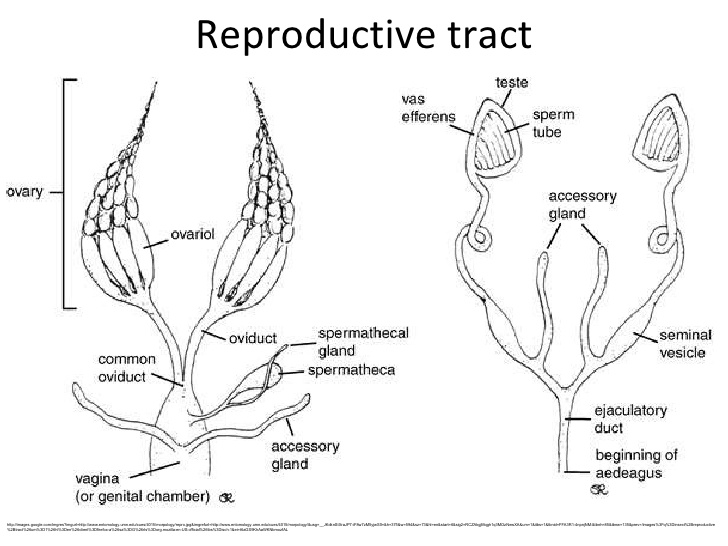 Reproductive tract
ovary
ovariol
oviduct
common
oviduct
spermathecal
gland
spermatheca
accessory
gland
vagina
(or genital chamber)
teste
vas
efferens
sperm
tube
accessory
gland
seminal
vesicle
ejaculatory
duct
beginning of
aedeagus